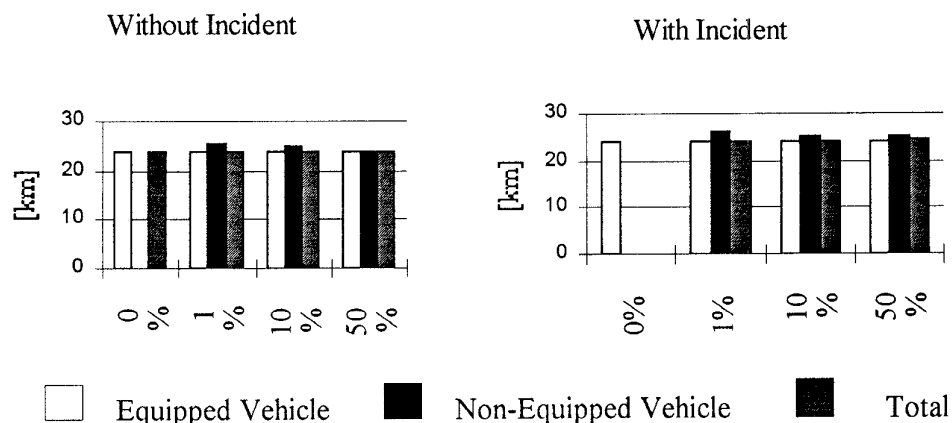 Without Incident
30
20
10
0
[km]
0 %
1 %
10 %
50 %
With Incident
30
20
10
0
[km]
0%
1%
10 %
50 %
Equipped Vehicle
Non-Equipped Vehicle
Total